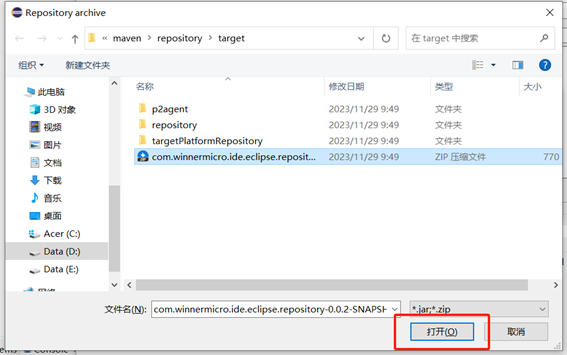 Repository archive
« maven › repository › target
在 target 中搜索
组织 新建文件夹
此电脑
3D 对象
视频
图片
文档
下载
音乐
桌面
Acer (C:)
Data (D:)
Data (E:)
名称 修改日期 类型 大小
p2agent 2023/11/29 9:49 文件夹
repository 2023/11/29 9:49 文件夹
targetPlatformRepository 2023/11/29 9:49 文件夹
com.winnermicro.ide.eclipse.reposit... 2023/11/29 9:49 ZIP 压缩文件 770
文件名(N): com.winnermicro.ide.eclipse.repository-0.0.2-SNAPSH *.jar;*.zip
打开(O) 取消
Console